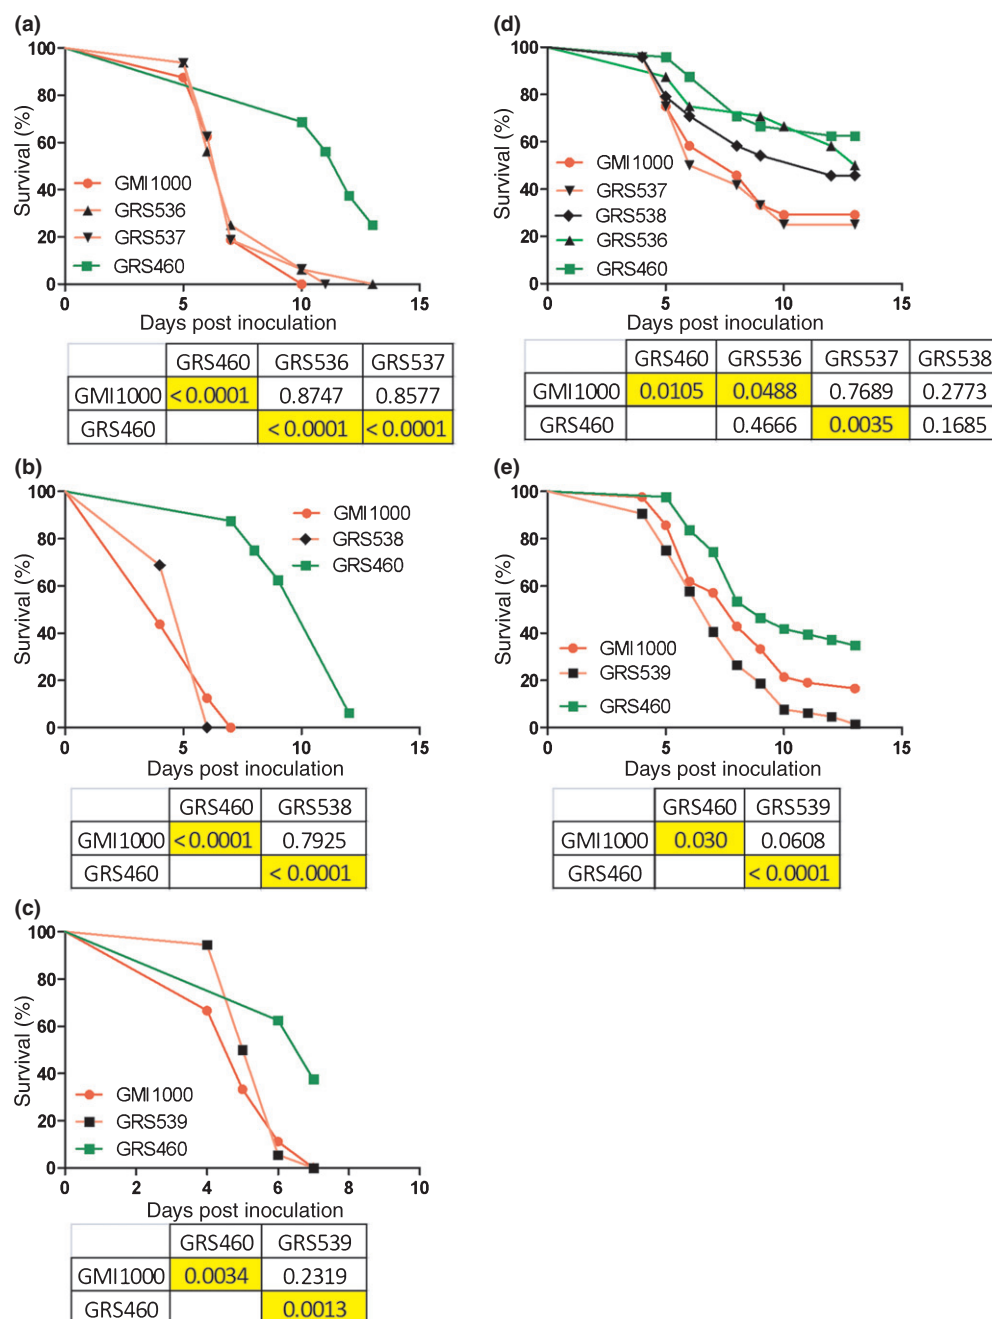 (a)
100
80
60
40
20
0
Survival (%)
GMI1000
GRS536
GRS537
GRS460
0 5 10 15
Days post inoculation
GRS460 GRS536 GRS537
GMI1000 < 0.0001 0.8747 0.8577
GRS460 < 0.0001 < 0.0001
(b)
100
80
60
40
20
0
Survival (%)
GMI1000
GRS538
GRS460
0 5 10 15
Days post inoculation
GRS460 GRS538
GMI1000 < 0.0001 0.7925
GRS460 < 0.0001
(c)
100
80
60
40
20
0
Survival (%)
GMI1000
GRS539
GRS460
0 2 4 6 8 10
Days post inoculation
GRS460 GRS539
GMI1000 0.0034 0.2319
GRS460 0.0013
(d)
100
80
60
40
20
0
Survival (%)
GMI1000
GRS537
GRS538
GRS536
GRS460
0 5 10 15
Days post inoculation
GRS460 GRS536 GRS537 GRS538
GMI1000 0.0105 0.0488 0.7689 0.2773
GRS460 0.4666 0.0035 0.1685
(e)
100
80
60
40
20
0
Survival (%)
GMI1000
GRS539
GRS460
0 5 10 15
Days post inoculation
GRS460 GRS539
GMI1000 0.030 0.0608
GRS460 < 0.0001